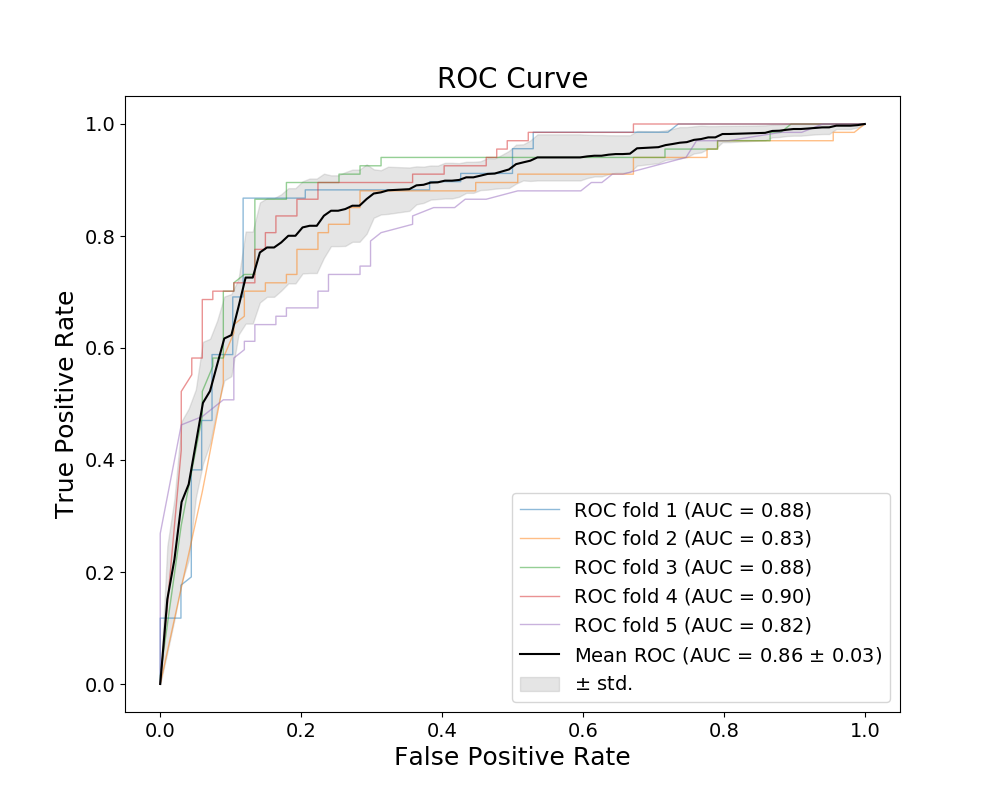 ROC Curve
True Positive Rate
1.0
0.8
0.6
0.4
0.2
0.0
ROC fold 1 (AUC = 0.88)
ROC fold 2 (AUC = 0.83)
ROC fold 3 (AUC = 0.88)
ROC fold 4 (AUC = 0.90)
ROC fold 5 (AUC = 0.82)
Mean ROC (AUC = 0.86 ± 0.03)
± std.
0.0 0.2 0.4 0.6 0.8 1.0
False Positive Rate